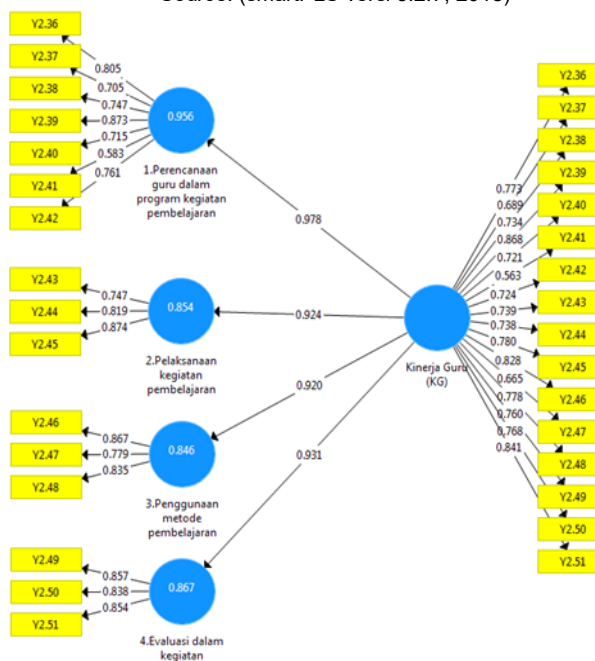 Y2.36
Y2.37
Y2.38
Y2.39
Y2.40
Y2.41
Y2.42
0.805
0.705
0.747
0.873
0.715
0.583
0.761
0.956
1.Perencanaan
guru dalam
program kegiatan
pembelajaran
0.978
Y2.43
Y2.44
Y2.45
0.747
0.819
0.874
0.854
2.Pelaksanaan
kegiatan
pembelajaran
0.924
Y2.46
Y2.47
Y2.48
0.867
0.779
0.835
0.846
3.Penggunaan
metode
pembelajaran
0.920
Y2.49
Y2.50
Y2.51
0.857
0.838
0.854
0.867
4.Evaluasi dalam
kegiatan
0.931
Kinerja Guru
(KG)
0.773
0.689
0.734
0.868
0.721
0.563
0.724
0.739
0.738
0.780
0.828
0.665
0.778
0.760
0.768
0.841
Y2.36
Y2.37
Y2.38
Y2.39
Y2.40
Y2.41
Y2.42
Y2.43
Y2.44
Y2.45
Y2.46
Y2.47
Y2.48
Y2.49
Y2.50
Y2.51